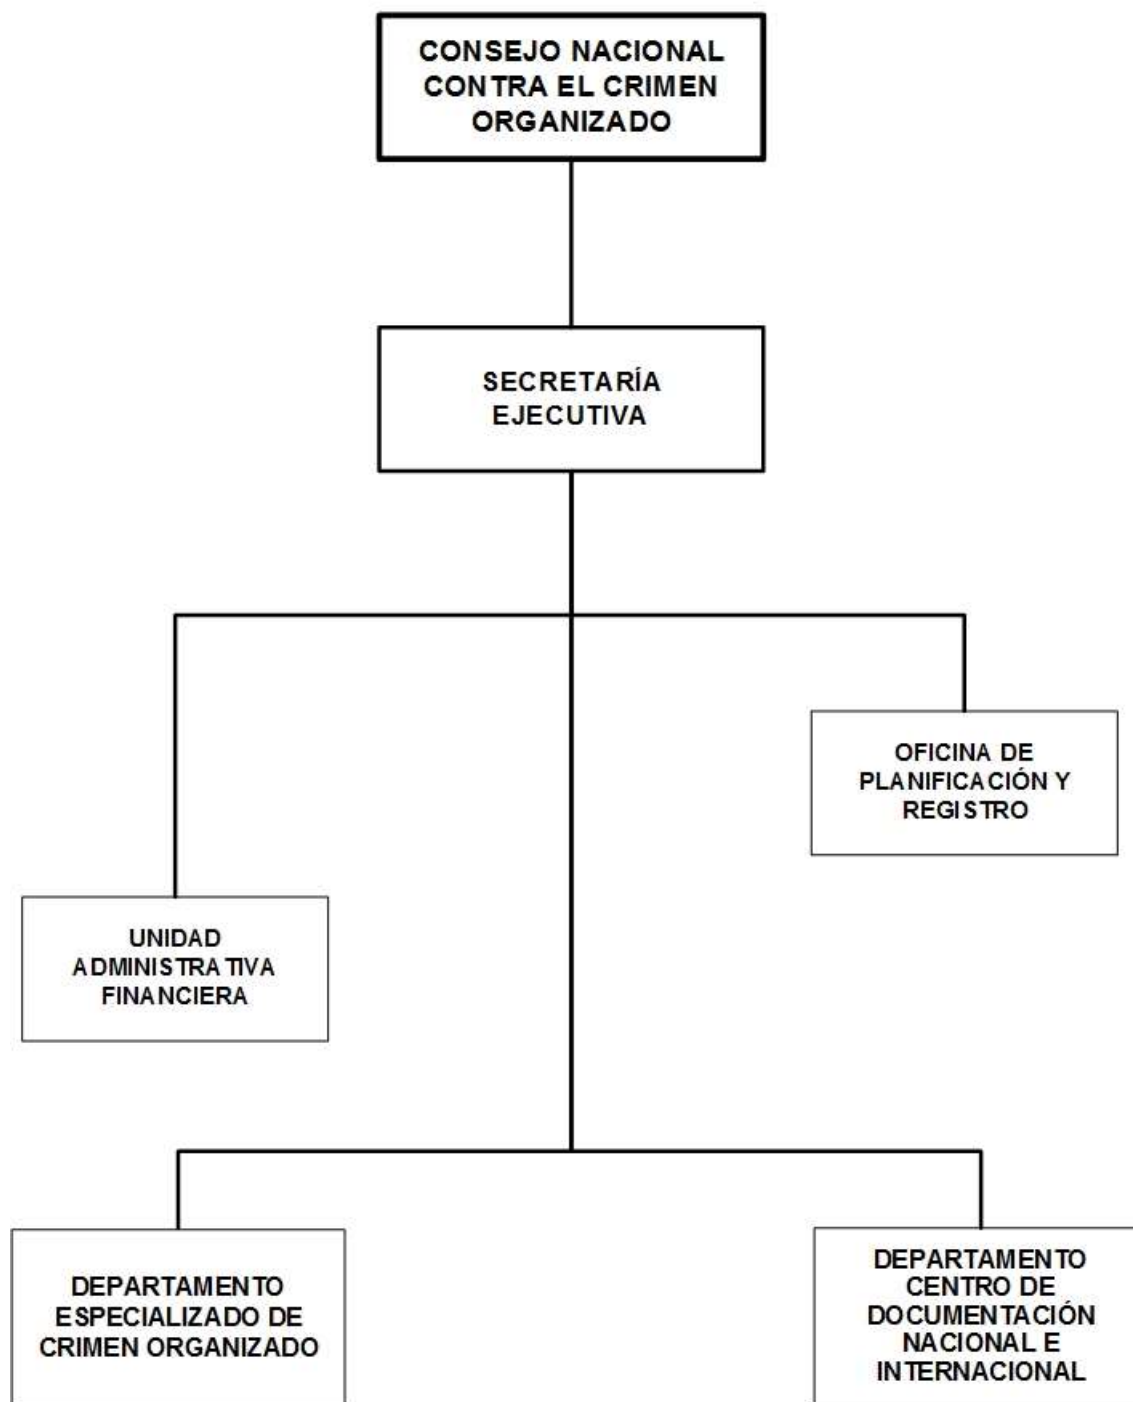 CONSEJO NACIONAL
CONTRA EL CRIMEN
ORGANIZADO
SECRETARÍA
EJECUTIVA
OFICINA DE
PLANIFICACIÓN Y
REGISTRO
UNIDAD
ADMINISTRATIVA
FINANCIERA
DEPARTAMENTO
ESPECIALIZADO DE
CRIMEN ORGANIZADO
DEPARTAMENTO
CENTRO DE
DOCUMENTACIÓN
NACIONAL E
INTERNACIONAL